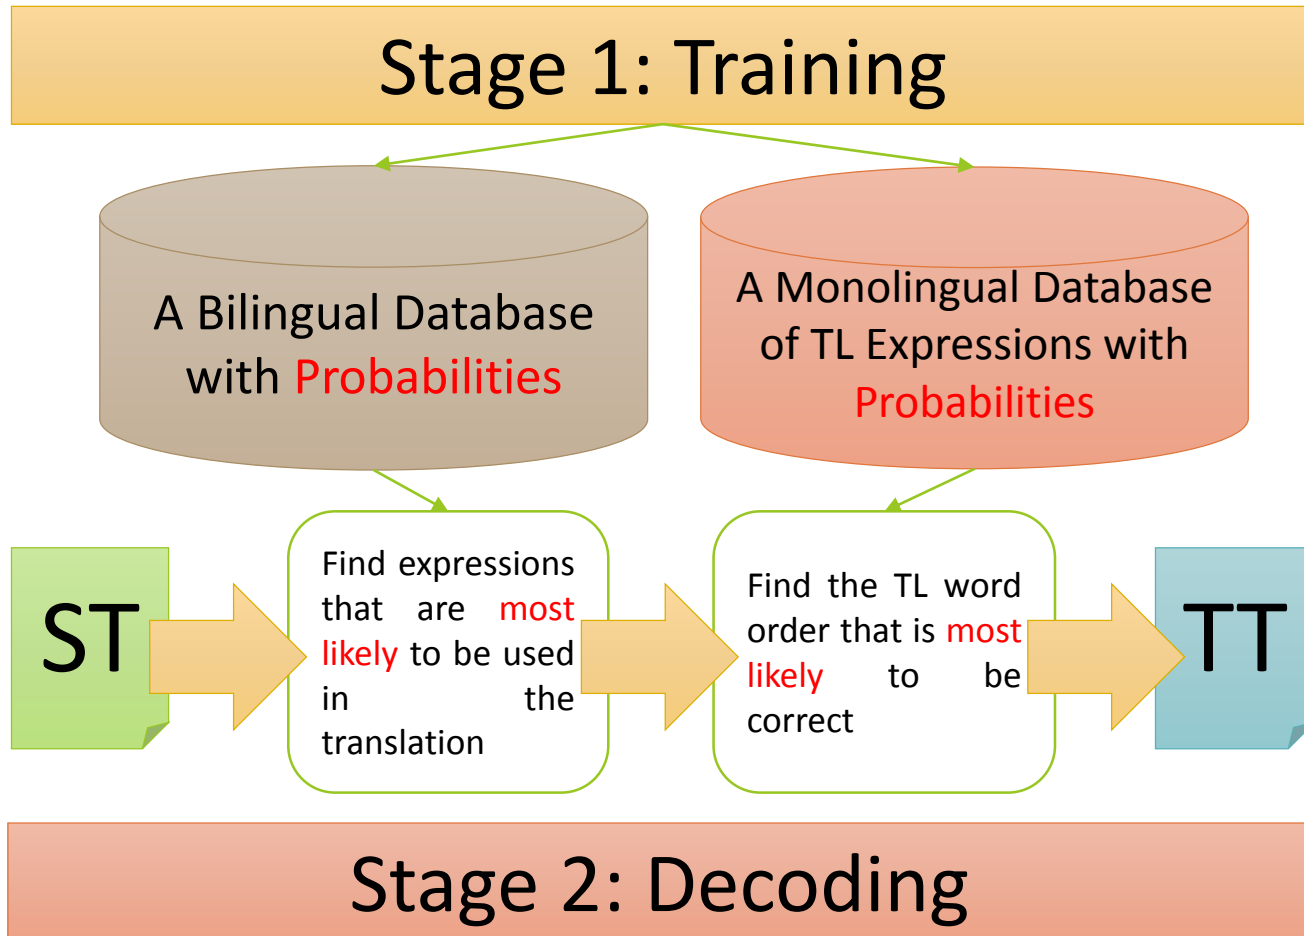 Stage 1: Training
A Bilingual Database
with Probabilities
A Monolingual Database
of TL Expressions with
Probabilities
ST
Find expressions
that are most
likely to be used
in the
translation
Find the TL word
order that is most
likely to be
correct
TT
Stage 2: Decoding